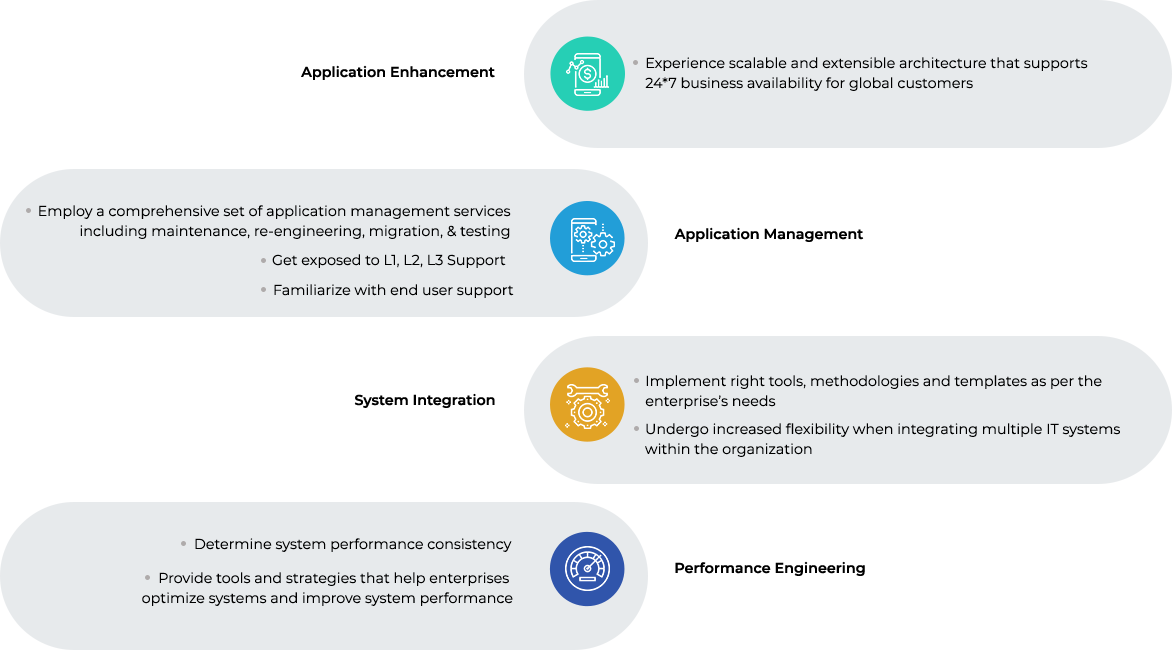 Application Enhancement
• Experience scalable and extensible architecture that supports
24*7 business availability for global customers
• Employ a comprehensive set of application management services
including maintenance, re-engineering, migration, & testing
• Get exposed to L1, L2, L3 Support
• Familiarize with end user support
Application Management
System Integration
• Implement right tools, methodologies and templates as per the
enterprise’s needs
• Undergo increased flexibility when integrating multiple IT systems
within the organization
• Determine system performance consistency
• Provide tools and strategies that help enterprises
optimize systems and improve system performance
Performance Engineering